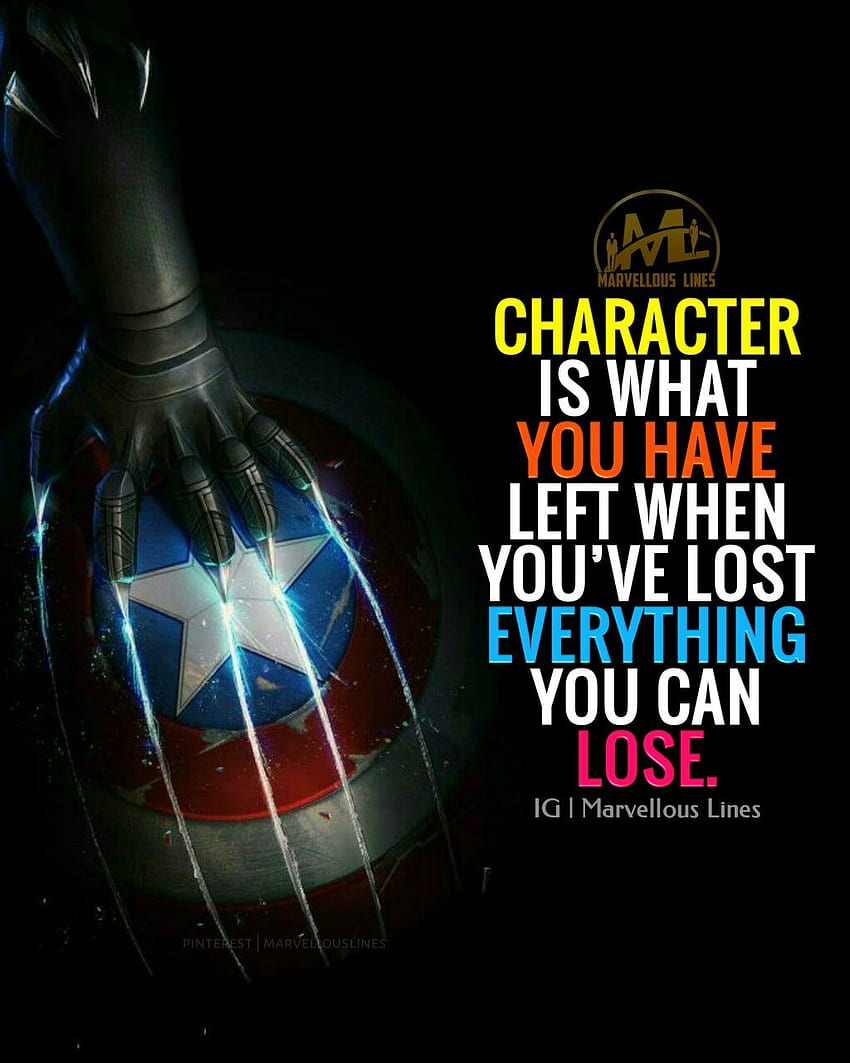 ML
MARVELLOUS LINES
CHARACTER
IS WHAT
YOU HAVE
LEFT WHEN
YOU'VE LOST
EVERYTHING
YOU CAN
LOSE.
IG | Marvellous Lines
PINTEREST | MARVELLOUSLINES